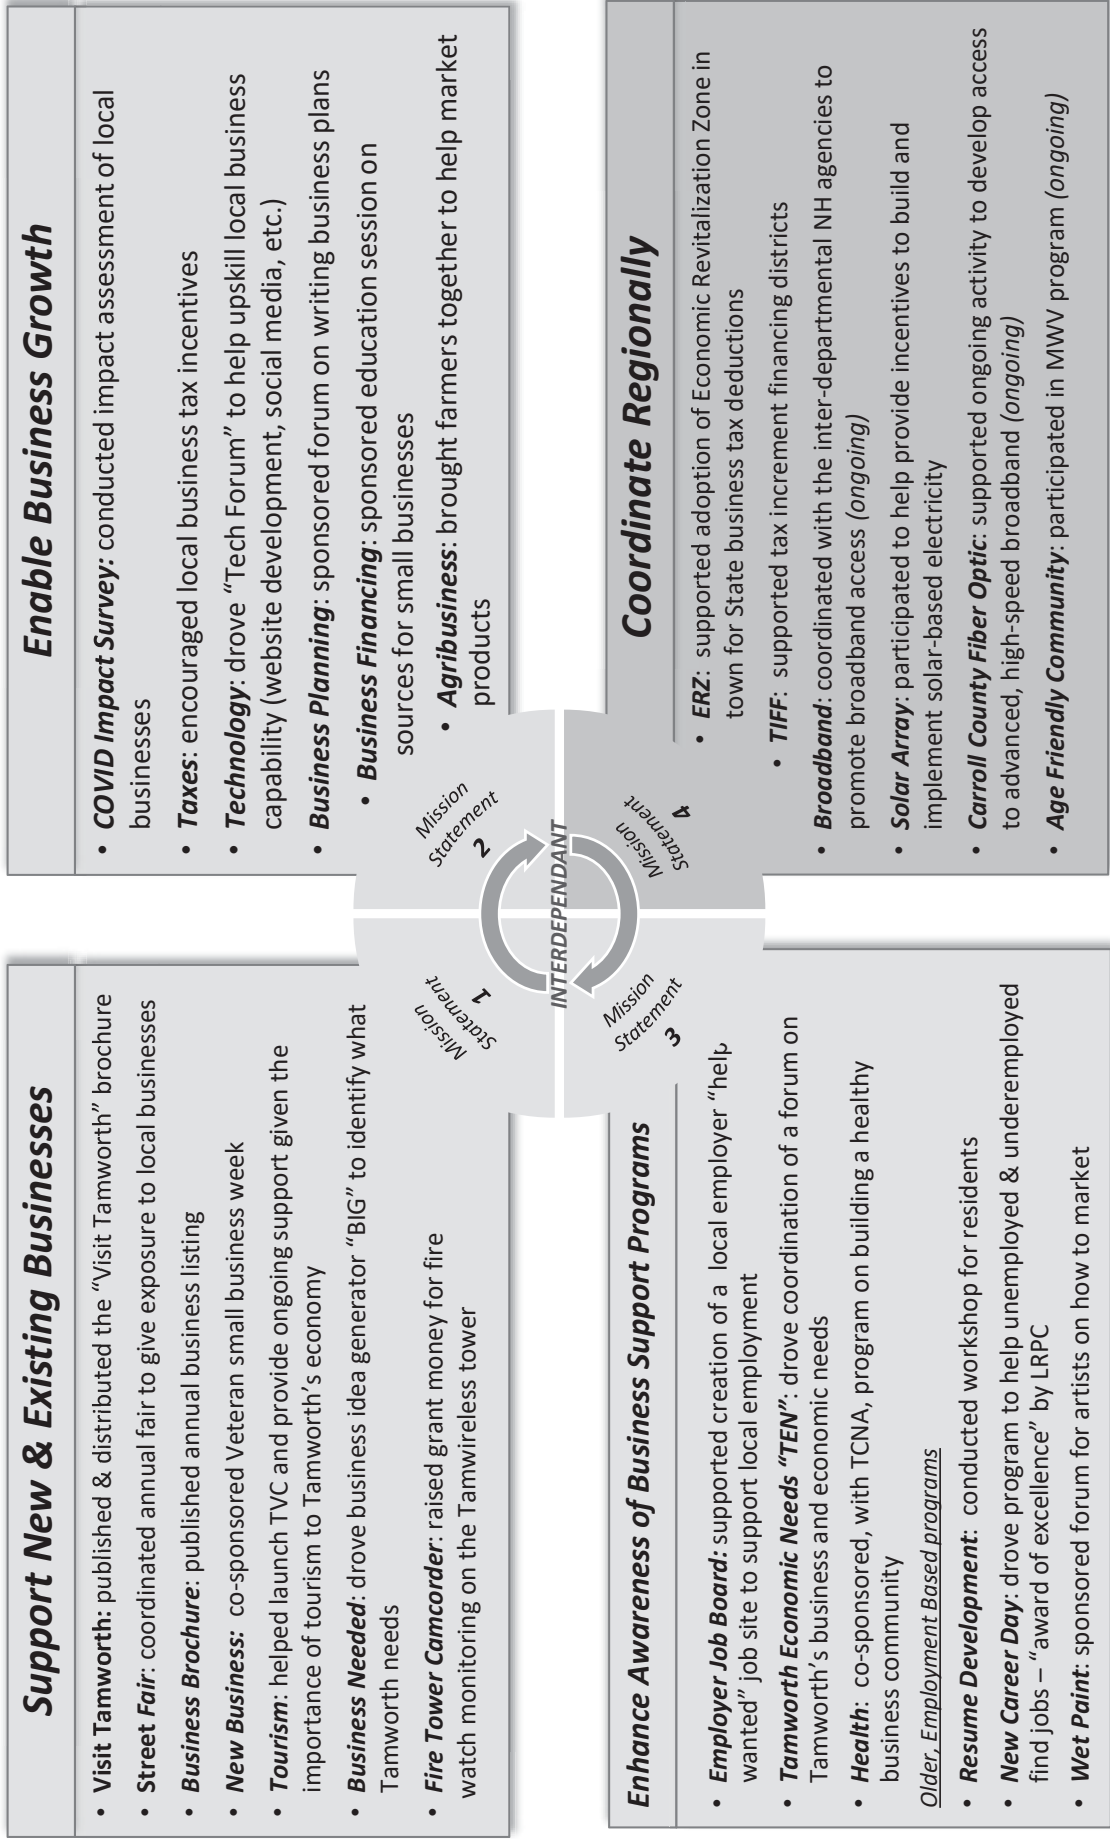 Support New & Existing Businesses
• Visit Tamworth: published & distributed the “Visit Tamworth” brochure
• Street Fair: coordinated annual fair to give exposure to local businesses
• Business Brochure: published annual business listing
• New Business: co-sponsored Veteran small business week
• Tourism: helped launch TVC and provide ongoing support given the
importance of tourism to Tamworth’s economy
• Business Needed: drove business idea generator “BIG” to identify what
Tamworth needs
• Fire Tower Camcorder: raised grant money for fire
watch monitoring on the Tamwireless tower
Mission
Statement
1
Enable Business Growth
• COVID Impact Survey: conducted impact assessment of local
businesses
• Taxes: encouraged local business tax incentives
• Technology: drove “Tech Forum” to help upskill local business
capability (website development, social media, etc.)
• Business Planning: sponsored forum on writing business plans
• Business Financing: sponsored education session on
sources for small businesses
• Agribusiness: brought farmers together to help market
products
Mission
Statement
2
INTERDEPENDANT
Enhance Awareness of Business Support Programs
• Employer Job Board: supported creation of a local employer “help
wanted” job site to support local employment
• Tamworth Economic Needs “TEN”: drove coordination of a forum on
Tamworth’s business and economic needs
• Health: co-sponsored, with TCNA, program on building a healthy
business community
Older, Employment Based programs
• Resume Development: conducted workshop for residents
• New Career Day: drove program to help unemployed & underemployed
find jobs – “award of excellence” by LRPC
• Wet Paint: sponsored forum for artists on how to market
Mission
Statement
3
Coordinate Regionally
• ERZ: supported adoption of Economic Revitalization Zone in
town for State business tax deductions
• TIFF: supported tax increment financing districts
• Broadband: coordinated with the inter-departmental NH agencies to
promote broadband access (ongoing)
• Solar Array: participated to help provide incentives to build and
implement solar-based electricity
• Carroll County Fiber Optic: supported ongoing activity to develop access
to advanced, high-speed broadband (ongoing)
• Age Friendly Community: participated in MWV program (ongoing)
Mission
Statement
4